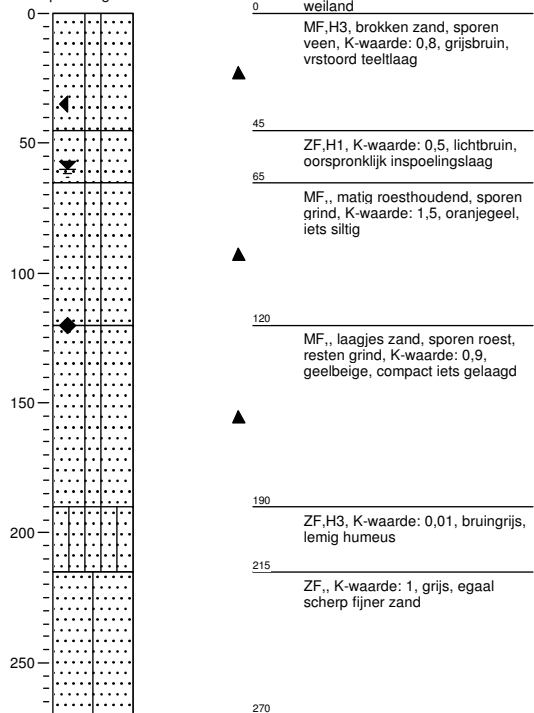 0
weiland
0
MF,H3, brokken zand, sporen
veen, K-waarde: 0,8, grijsbruin,
vrstoord teeltlaag
45
50
ZF,H1, K-waarde: 0,5, lichtbruin,
oorspronklijk inspoelingslaag
65
MF,, matig roesthoudend, sporen
grind, K-waarde: 1,5, oranjegeel,
iets siltig
100
120
MF,, laagjes zand, sporen roest,
resten grind, K-waarde: 0,9,
geelbeige, compact iets gelaagd
150
190
ZF,H3, K-waarde: 0,01, bruingrijs,
lemig humeus
200
215
ZF,, K-waarde: 1, grijs, egaal
scherp fijner zand
250
270